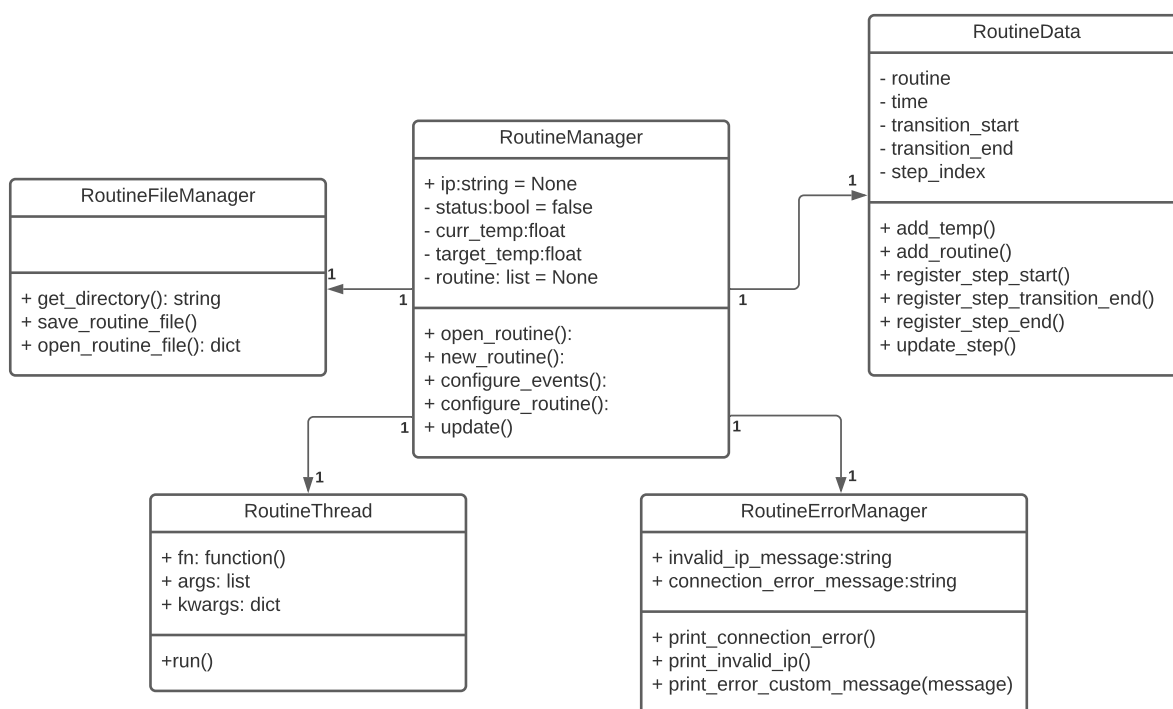 RoutineData
- routine
- time
- transition_start
- transition_end
- step_index
+ add_temp()
+ add_routine()
+ register_step_start()
+ register_step_transition_end()
+ register_step_end()
+ update_step()
RoutineManager
+ ip:string = None
- status:bool = false
- curr_temp:float
- target_temp:float
- routine: list = None
+ open_routine():
+ new_routine():
+ configure_events():
+ configure_routine():
+ update()
RoutineFileManager
+ get_directory(): string
+ save_routine_file()
+ open_routine_file(): dict
1
1
1
1
1
1
1
1
RoutineThread
+ fn: function()
+ args: list
+ kwargs: dict
+run()
RoutineErrorManager
+ invalid_ip_message:string
+ connection_error_message:string
+ print_connection_error()
+ print_invalid_ip()
+ print_error_custom_message(message)